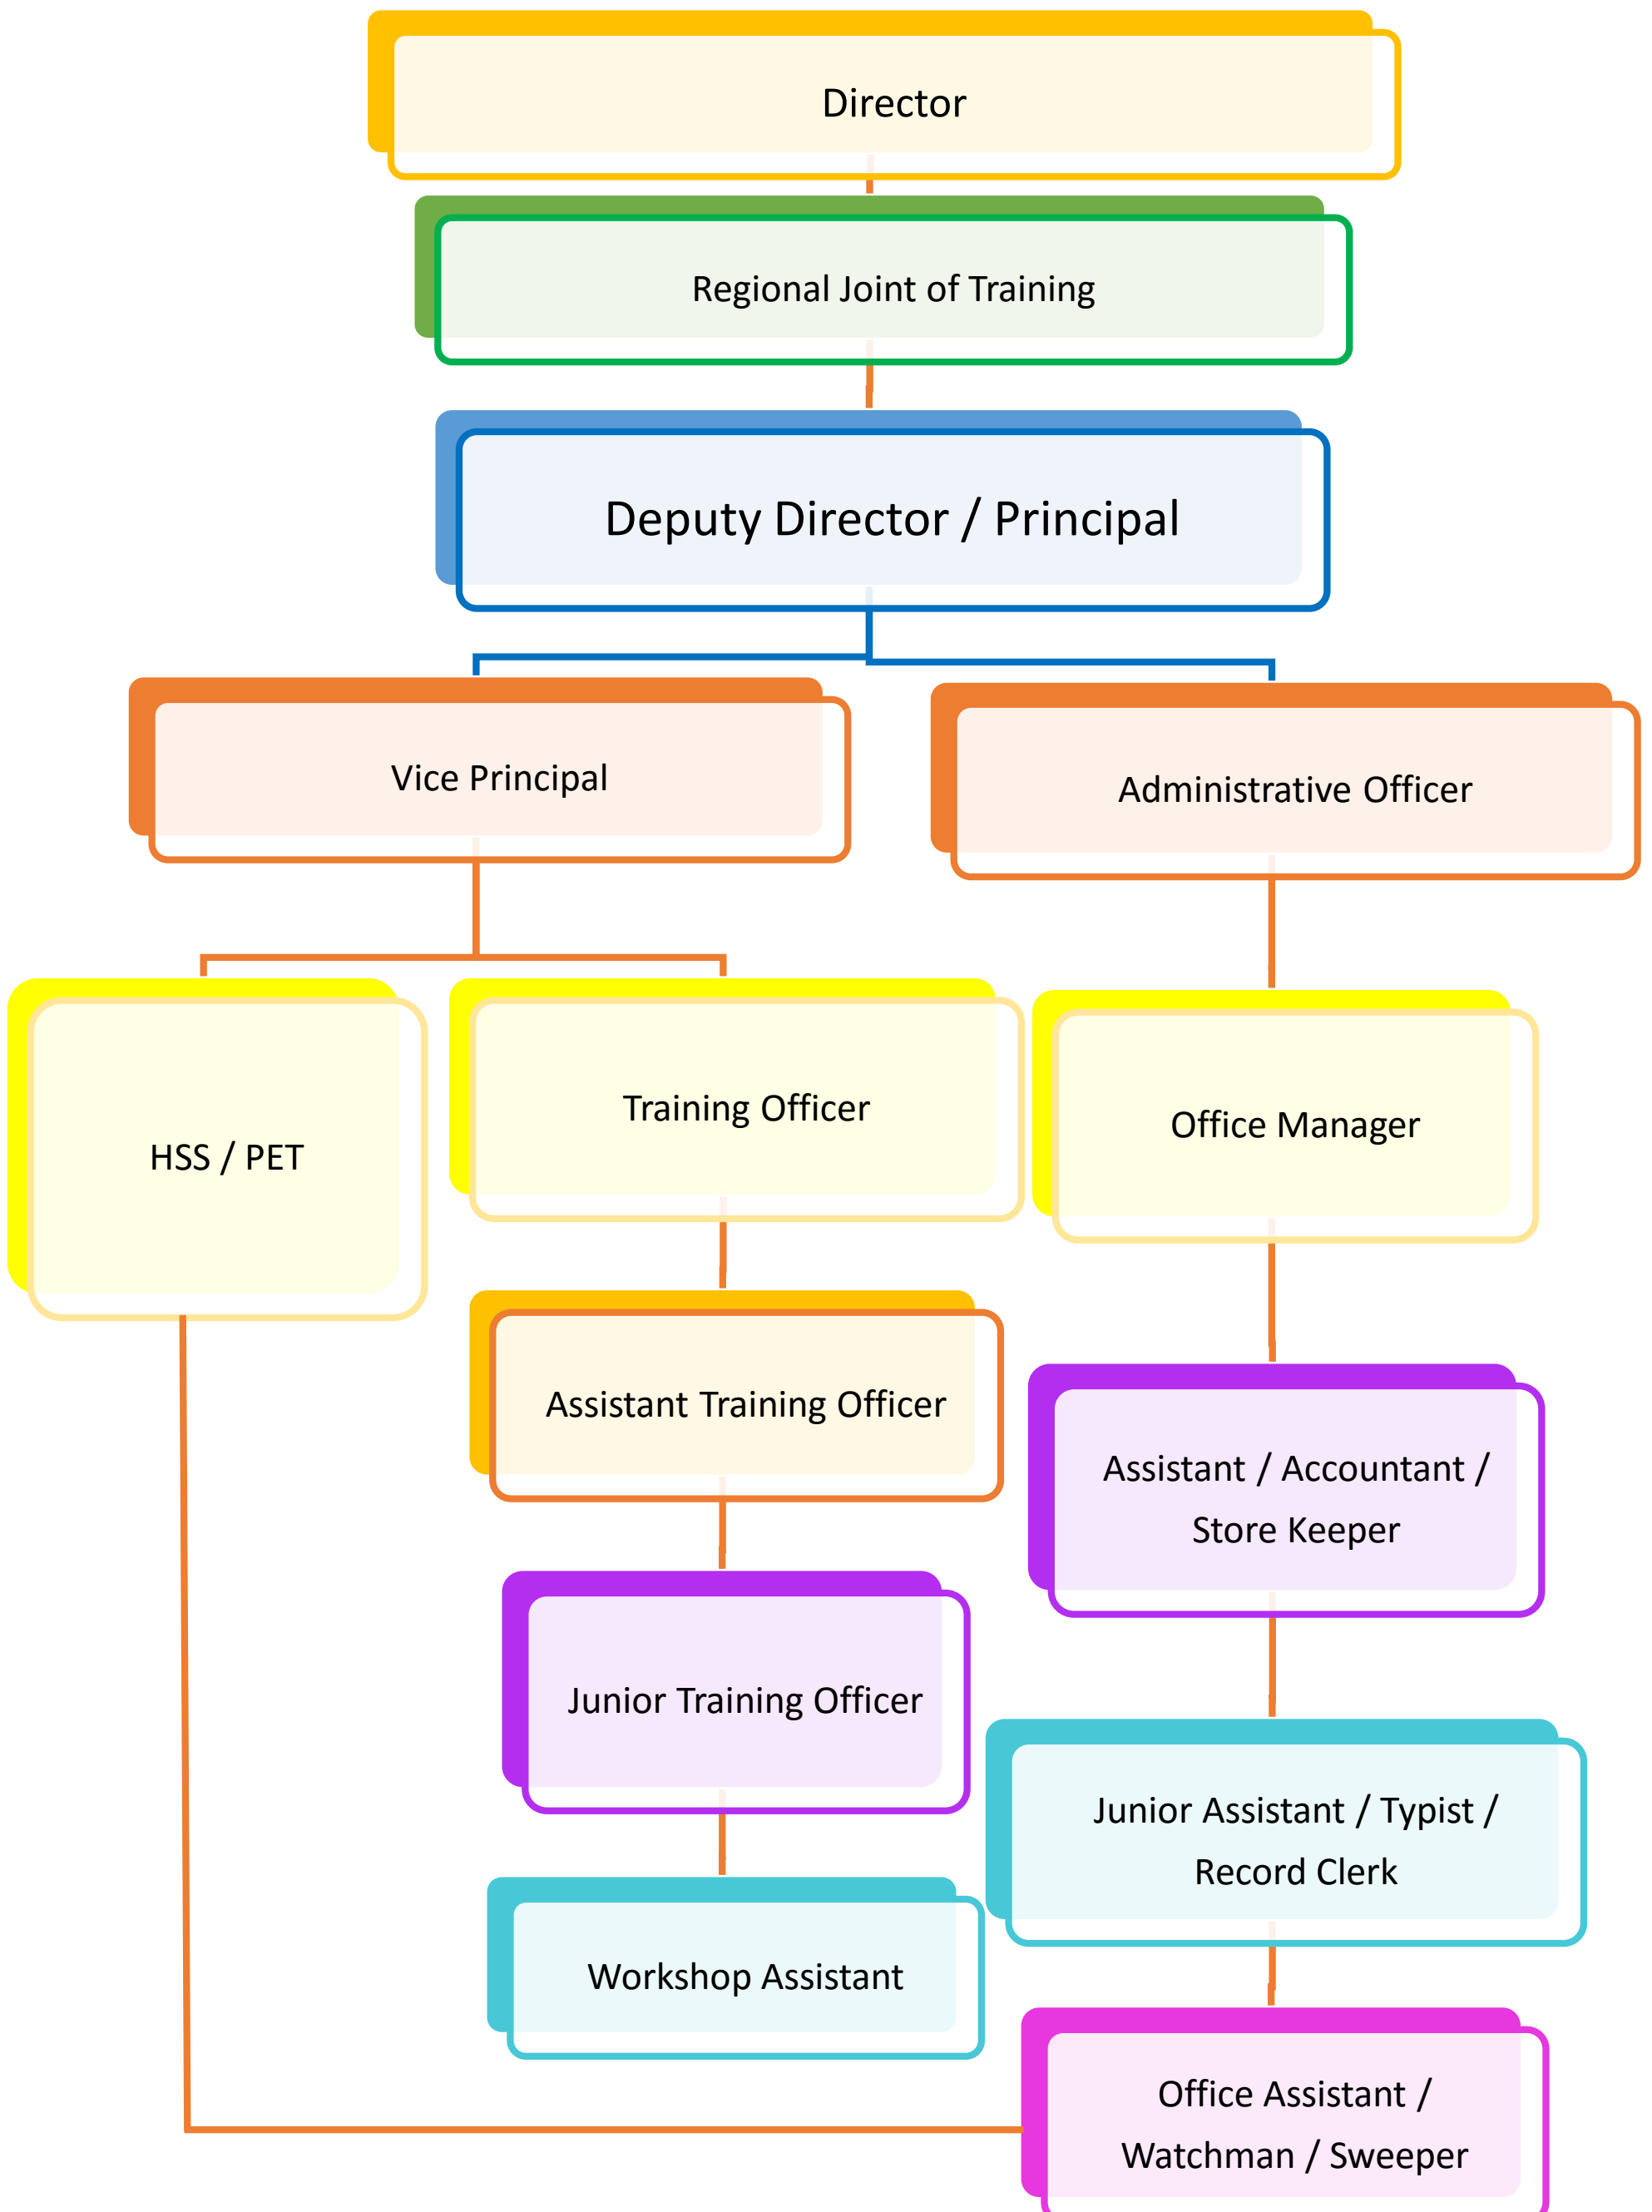 Director
Regional Joint of Training
Deputy Director / Principal
Vice Principal
Administrative Officer
HSS / PET
Training Officer
Office Manager
Assistant Training Officer
Assistant / Accountant /
Store Keeper
Junior Training Officer
Junior Assistant / Typist /
Record Clerk
Workshop Assistant
Office Assistant /
Watchman / Sweeper